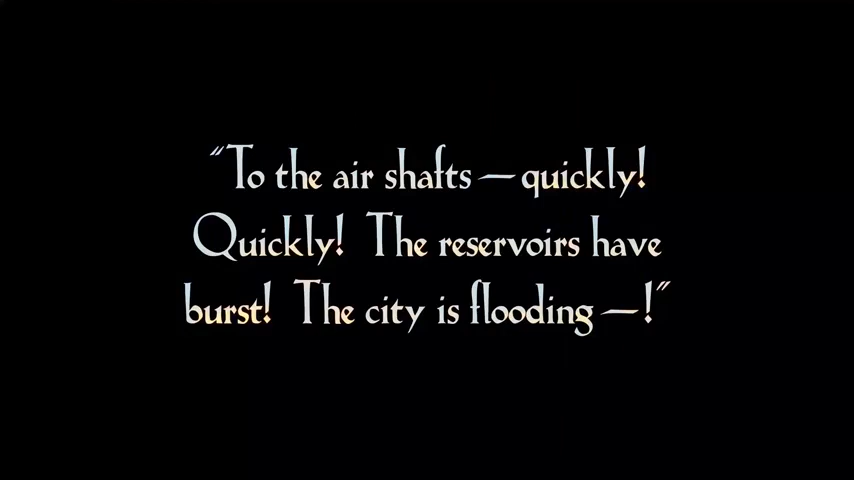 "To the air shafts — quickly!
Quickly! The reservoirs have
burst! The city is flooding — !"